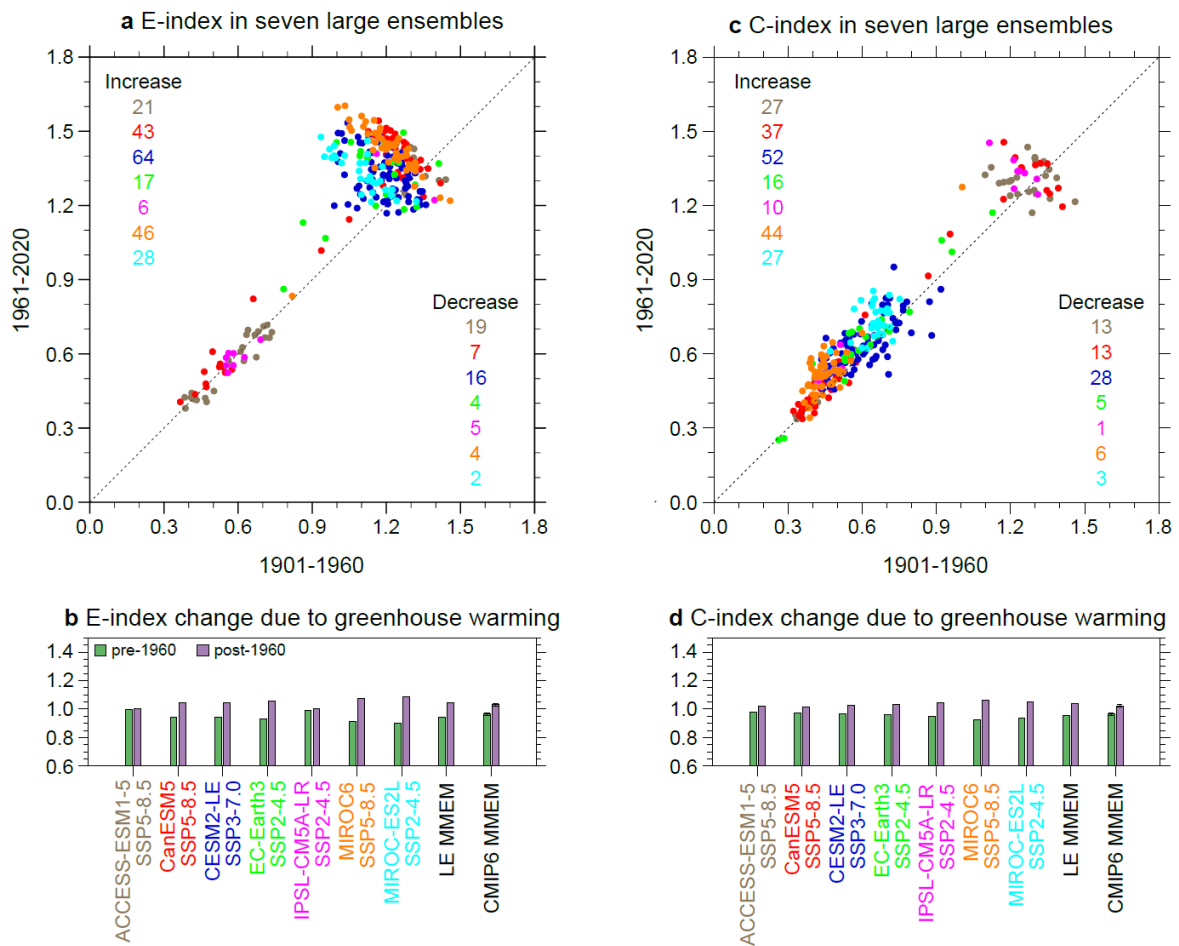 a E-index in seven large ensembles
1.8
1.5
1.2
0.9
0.6
0.3
0.0
1961-2020
Increase
21
43
64
17
6
46
28
Decrease
19
7
16
4
5
4
2
0.0 0.3 0.6 0.9 1.2 1.5 1.8
1901-1960
c C-index in seven large ensembles
1.8
1.5
1.2
0.9
0.6
0.3
0.0
1961-2020
Increase
27
37
52
16
10
44
27
Decrease
13
13
28
5
1
6
3
0.0 0.3 0.6 0.9 1.2 1.5 1.8
1901-1960
b E-index change due to greenhouse warming
1.4
1.2
1.0
0.8
0.6
pre-1960 post-1960
ACCESS-ESM1-5
SSP5-8.5
CanESM5
SSP5-8.5
CESM2-LE
SSP3-7.0
EC-Earth3
SSP2-4.5
IPSL-CM5A-LR
SSP2-4.5
MIROC6
SSP5-8.5
MIROC-ES2L
SSP2-4.5
LE MMEM
CMIP6 MMEM
d C-index change due to greenhouse warming
1.4
1.2
1.0
0.8
0.6
ACCESS-ESM1-5
SSP5-8.5
CanESM5
SSP5-8.5
CESM2-LE
SSP3-7.0
EC-Earth3
SSP2-4.5
IPSL-CM5A-LR
SSP2-4.5
MIROC6
SSP5-8.5
MIROC-ES2L
SSP2-4.5
LE MMEM
CMIP6 MMEM